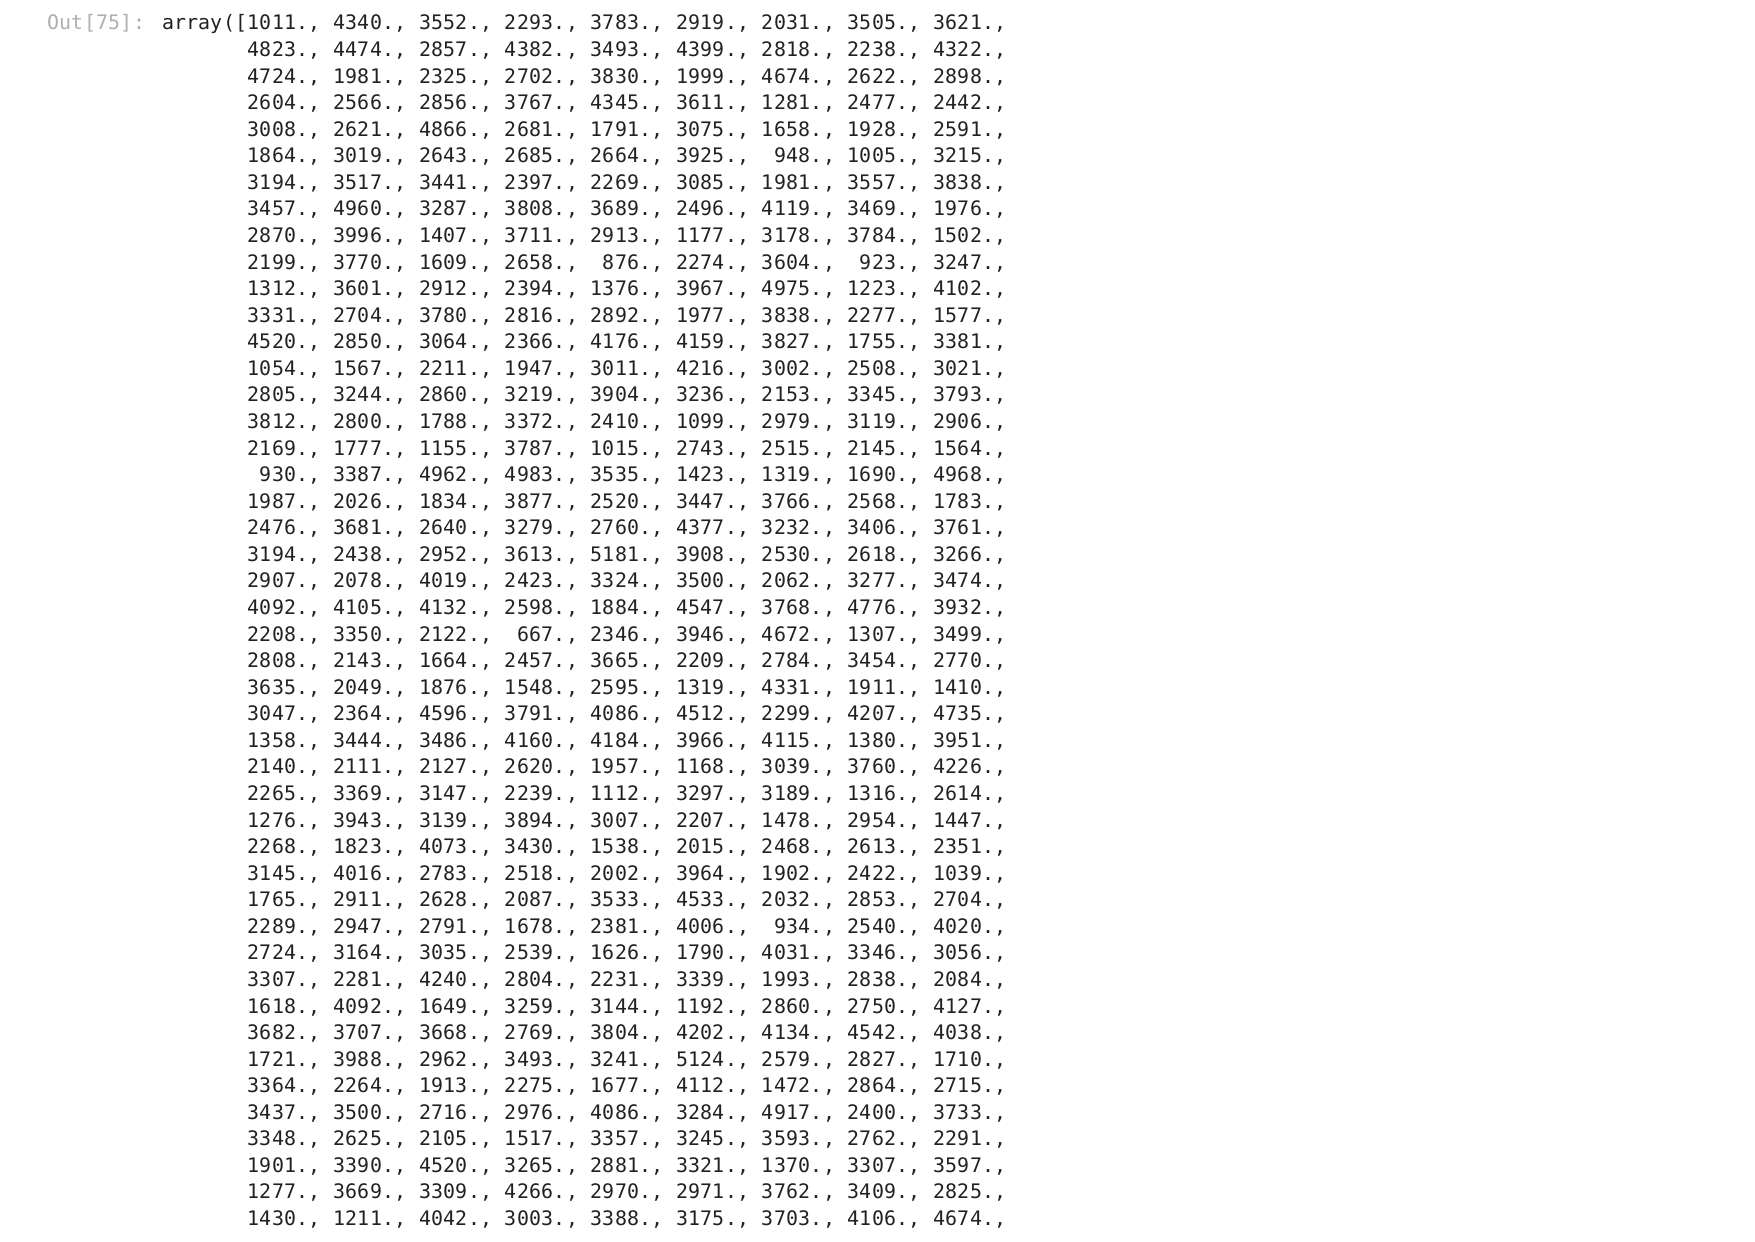 Out[75]: array([1011., 4340., 3552., 2293., 3783., 2919., 2031., 3505., 3621.,
4823., 4474., 2857., 4382., 3493., 4399., 2818., 2238., 4322.,
4724., 1981., 2325., 2702., 3830., 1999., 4674., 2622., 2898.,
2604., 2566., 2856., 3767., 4345., 3611., 1281., 2477., 2442.,
3008., 2621., 4866., 2681., 1791., 3075., 1658., 1928., 2591.,
1864., 3019., 2643., 2685., 2664., 3925., 948., 1005., 3215.,
3194., 3517., 3441., 2397., 2269., 3085., 1981., 3557., 3838.,
3457., 4960., 3287., 3808., 3689., 2496., 4119., 3469., 1976.,
2870., 3996., 1407., 3711., 2913., 1177., 3178., 3784., 1502.,
2199., 3770., 1609., 2658., 876., 2274., 3604., 923., 3247.,
1312., 3601., 2912., 2394., 1376., 3967., 4975., 1223., 4102.,
3331., 2704., 3780., 2816., 2892., 1977., 3838., 2277., 1577.,
4520., 2850., 3064., 2366., 4176., 4159., 3827., 1755., 3381.,
1054., 1567., 2211., 1947., 3011., 4216., 3002., 2508., 3021.,
2805., 3244., 2860., 3219., 3904., 3236., 2153., 3345., 3793.,
3812., 2800., 1788., 3372., 2410., 1099., 2979., 3119., 2906.,
2169., 1777., 1155., 3787., 1015., 2743., 2515., 2145., 1564.,
930., 3387., 4962., 4983., 3535., 1423., 1319., 1690., 4968.,
1987., 2026., 1834., 3877., 2520., 3447., 3766., 2568., 1783.,
2476., 3681., 2640., 3279., 2760., 4377., 3232., 3406., 3761.,
3194., 2438., 2952., 3613., 5181., 3908., 2530., 2618., 3266.,
2907., 2078., 4019., 2423., 3324., 3500., 2062., 3277., 3474.,
4092., 4105., 4132., 2598., 1884., 4547., 3768., 4776., 3932.,
2208., 3350., 2122., 667., 2346., 3946., 4672., 1307., 3499.,
2808., 2143., 1664., 2457., 3665., 2209., 2784., 3454., 2770.,
3635., 2049., 1876., 1548., 2595., 1319., 4331., 1911., 1410.,
3047., 2364., 4596., 3791., 4086., 4512., 2299., 4207., 4735.,
1358., 3444., 3486., 4160., 4184., 3966., 4115., 1380., 3951.,
2140., 2111., 2127., 2620., 1957., 1168., 3039., 3760., 4226.,
2265., 3369., 3147., 2239., 1112., 3297., 3189., 1316., 2614.,
1276., 3943., 3139., 3894., 3007., 2207., 1478., 2954., 1447.,
2268., 1823., 4073., 3430., 1538., 2015., 2468., 2613., 2351.,
3145., 4016., 2783., 2518., 2002., 3964., 1902., 2422., 1039.,
1765., 2911., 2628., 2087., 3533., 4533., 2032., 2853., 2704.,
2289., 2947., 2791., 1678., 2381., 4006., 934., 2540., 4020.,
2724., 3164., 3035., 2539., 1626., 1790., 4031., 3346., 3056.,
3307., 2281., 4240., 2804., 2231., 3339., 1993., 2838., 2084.,
1618., 4092., 1649., 3259., 3144., 1192., 2860., 2750., 4127.,
3682., 3707., 3668., 2769., 3804., 4202., 4134., 4542., 4038.,
1721., 3988., 2962., 3493., 3241., 5124., 2579., 2827., 1710.,
3364., 2264., 1913., 2275., 1677., 4112., 1472., 2864., 2715.,
3437., 3500., 2716., 2976., 4086., 3284., 4917., 2400., 3733.,
3348., 2625., 2105., 1517., 3357., 3245., 3593., 2762., 2291.,
1901., 3390., 4520., 3265., 2881., 3321., 1370., 3307., 3597.,
1277., 3669., 3309., 4266., 2970., 2971., 3762., 3409., 2825.,
1430., 1211., 4042., 3003., 3388., 3175., 3703., 4106., 4674.,